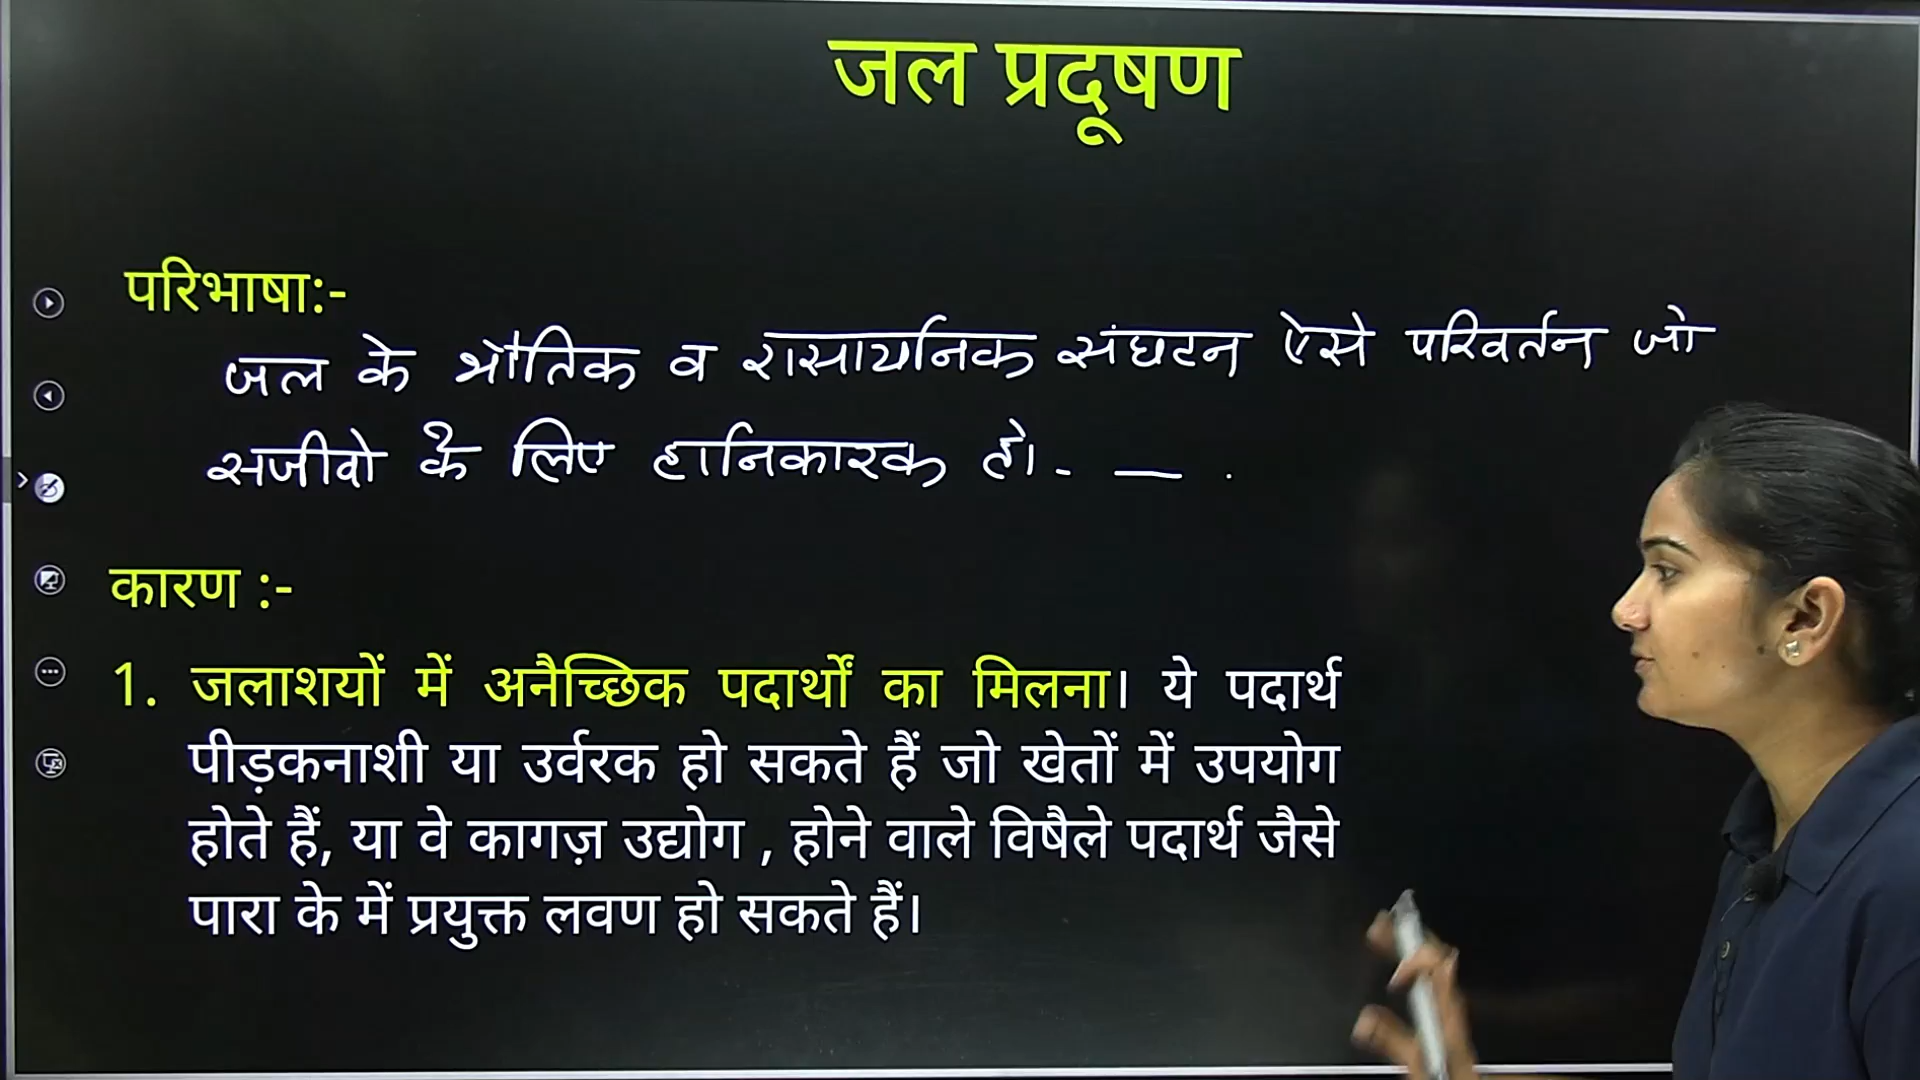 जल प्रदूषण
परिभाषा:-
जल के भौतिक व रासायनिक संघटन ऐसे परिवर्तन जो
सजीवो के लिए हानिकारक हो। - — .
कारण :-
1. जलाशयों में अनैच्छिक पदार्थों का मिलना। ये पदार्थ
पीड़कनाशी या उर्वरक हो सकते हैं जो खेतों में उपयोग
होते हैं, या वे कागज़ उद्योग , होने वाले विषैले पदार्थ जैसे
पारा के में प्रयुक्त लवण हो सकते हैं।